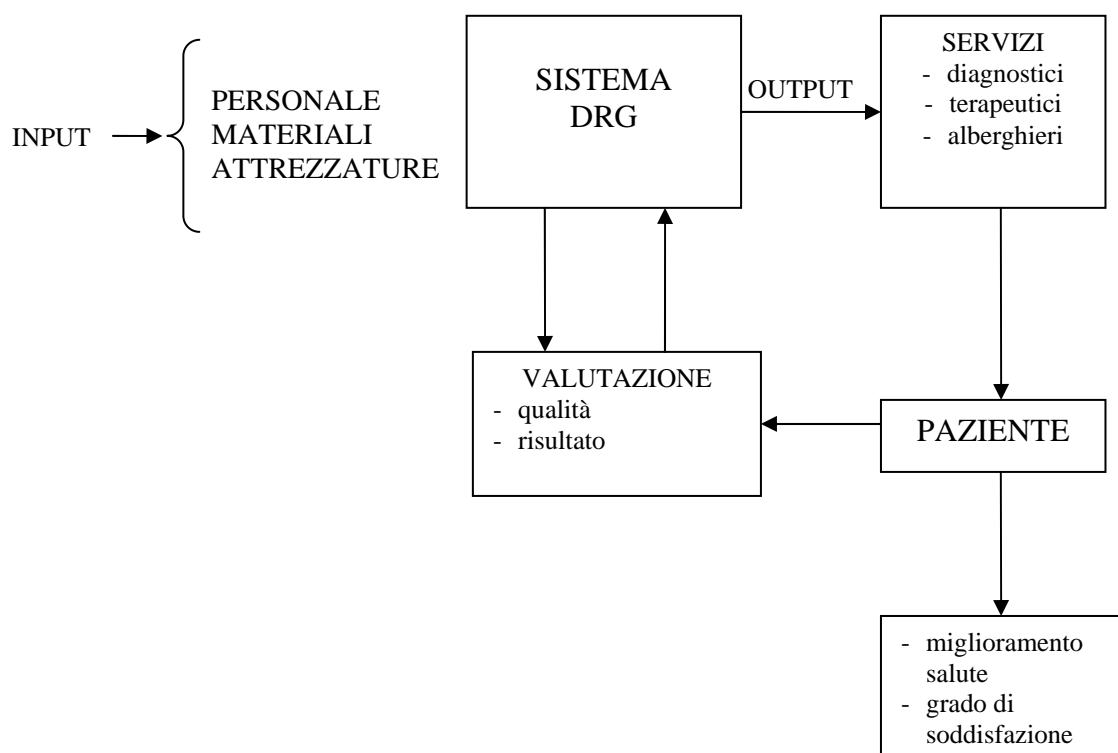 INPUT
PERSONALE
MATERIALI
ATTREZZATURE
SISTEMA
DRG
OUTPUT
SERVIZI
- diagnostici
- terapeutici
- alberghieri
VALUTAZIONE
- qualità
- risultato
PAZIENTE
- miglioramento
salute
- grado di
soddisfazione